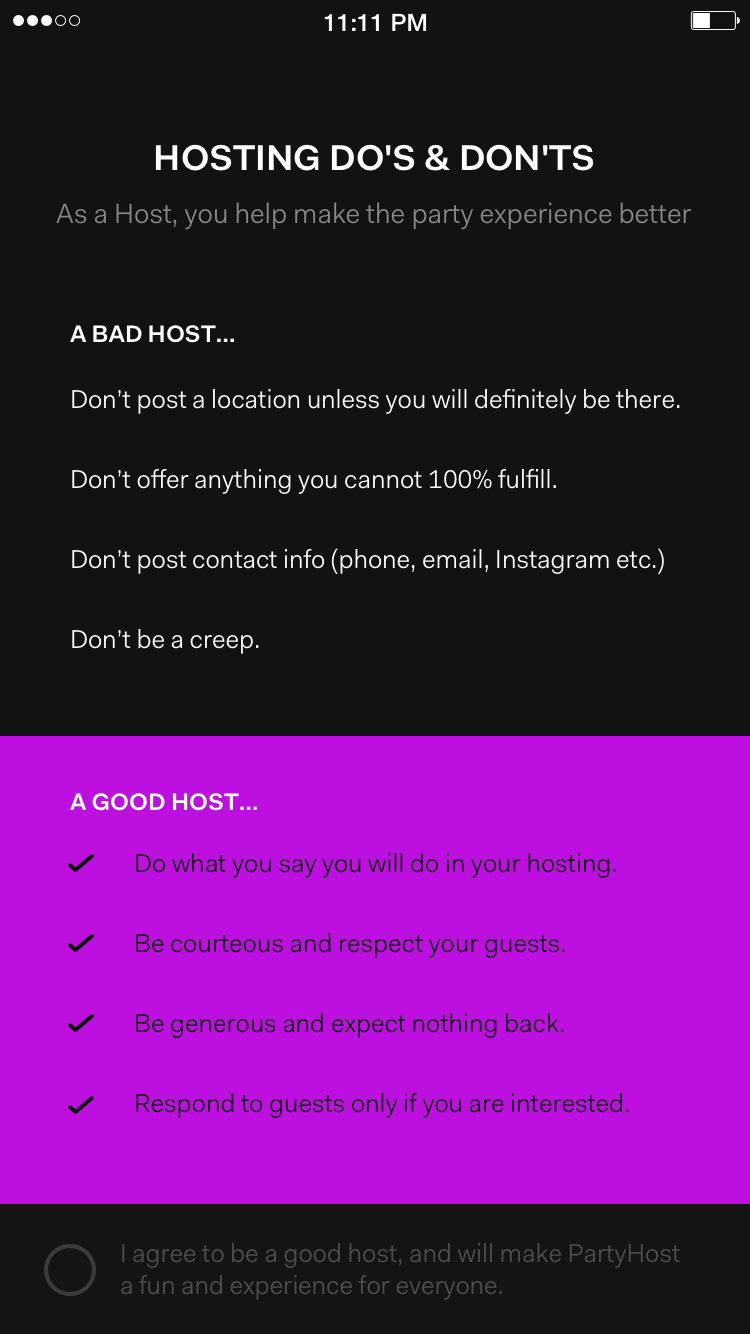 11:11 PM
HOSTING DO'S & DON'TS
As a Host, you help make the party experience better
A BAD HOST...
Don’t post a location unless you will definitely be there.
Don’t offer anything you cannot 100% fulfill.
Don’t post contact info (phone, email, Instagram etc.)
Don’t be a creep.
A GOOD HOST...
Do what you say you will do in your hosting.
Be courteous and respect your guests.
Be generous and expect nothing back.
Respond to guests only if you are interested.
I agree to be a good host, and will make PartyHost
a fun and experience for everyone.